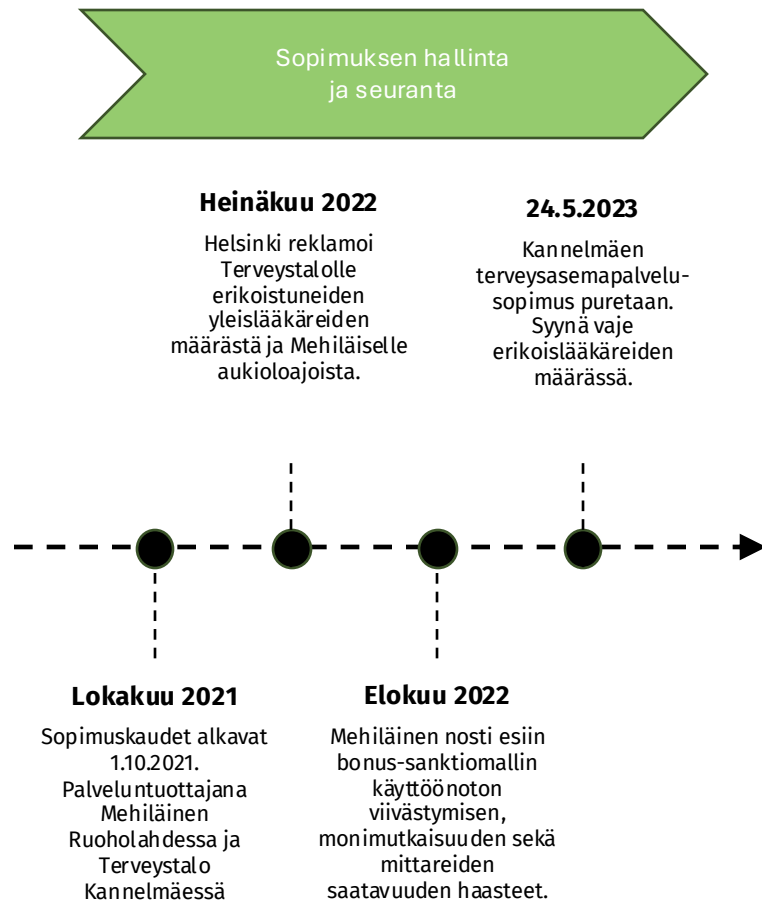 Sopimuksen hallinta
ja seuranta
Heinäkuu 2022
Helsinki reklamoi
Terveystalolle
erikoistuneiden
yleislääkäreiden
määrästä ja Mehiläiselle
aukioloajoista.
24.5.2023
Kannelmäen
terveysasemapalvelu-
sopimus puretaan.
Syynä vaje
erikoislääkäreiden
määrässä.
Lokakuu 2021
Sopimuskaudet alkavat
1.10.2021.
Palveluntuottajana
Mehiläinen
Ruoholahdessa ja
Terveystalo
Kannelmäessä
Elokuu 2022
Mehiläinen nosti esiin
bonus-sanktiomallin
käyttöönoton
viivästymisen,
monimutkaisuuden sekä
mittareiden
saatavuuden haasteet.